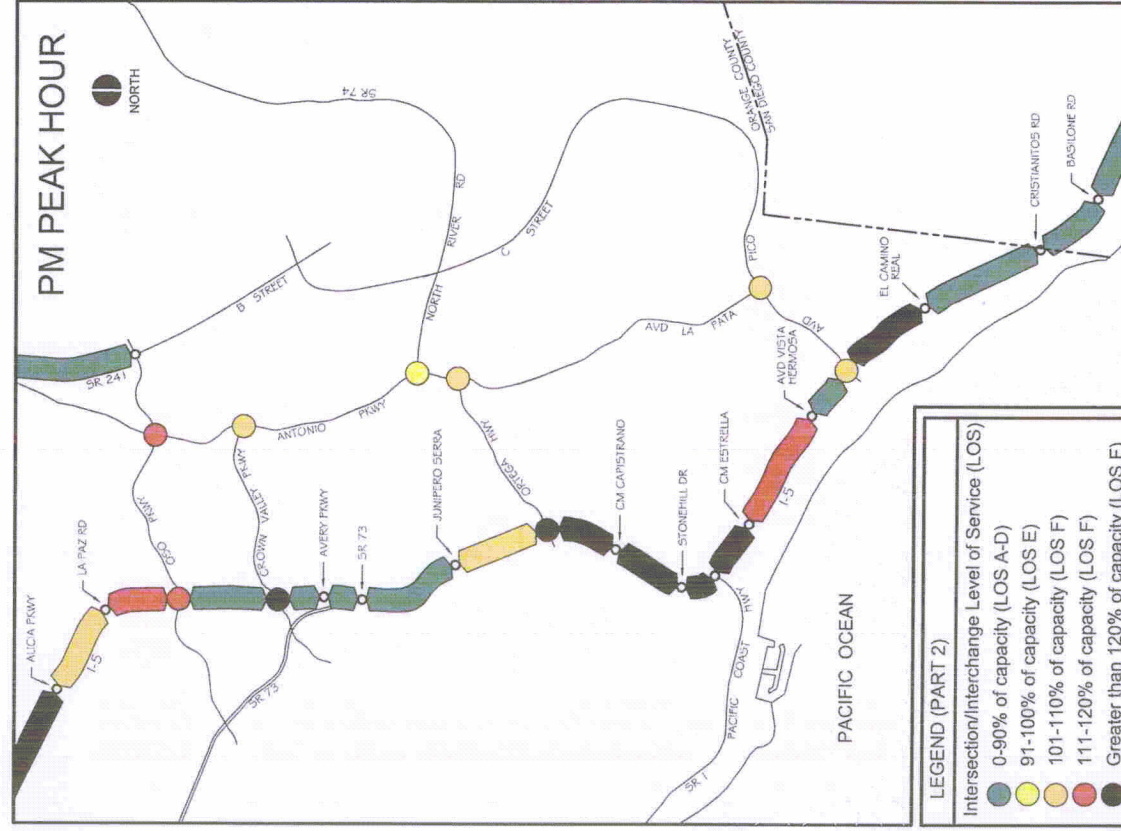 PM PEAK HOUR
NORTH
ALICIA PKWY
LA PAZ RD
I-5
SR 241
B STREET
SR 74
OSO PKWY
CROWN VALLEY PKWY
ANTONIO PKWY
NORTH RIVER RD
C STREET
AVERY PKWY
SR 73
SR 73
JUNIPERO SERRA
ORTEGA HWY
AVD LA PATA
AVD PICO
ORANGE COUNTY
SAN DIEGO COUNTY
CM CAPISTRANO
STONEHILL DR
CM ESTRELLA
AVD VISTA
HERMOSA
EL CAMINO
REAL
CRISTIANITOS RD
BASILONE RD
I-5
PACIFIC COAST HWY
SR 1
PACIFIC OCEAN
LEGEND (PART 2)
Intersection/Interchange Level of Service (LOS)
0-90% of capacity (LOS A-D)
91-100% of capacity (LOS E)
101-110% of capacity (LOS F)
111-120% of capacity (LOS F)
Greater than 120% of capacity (LOS F)